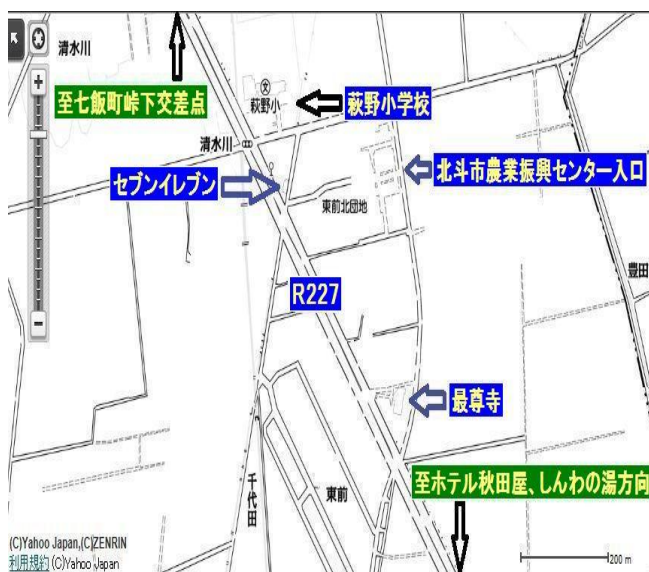 清水川
至七飯町峠下交差点
萩野小
萩野小学校
清水川
セブンイレブン
北斗市農業振興センター入口
東前北団地
豊田
R227
最尊寺
千代田
東前
至ホテル秋田屋、しんわの湯方向
(C)Yahoo Japan,(C)ZENRIN
利用規約 (C)Yahoo Japan
200 m